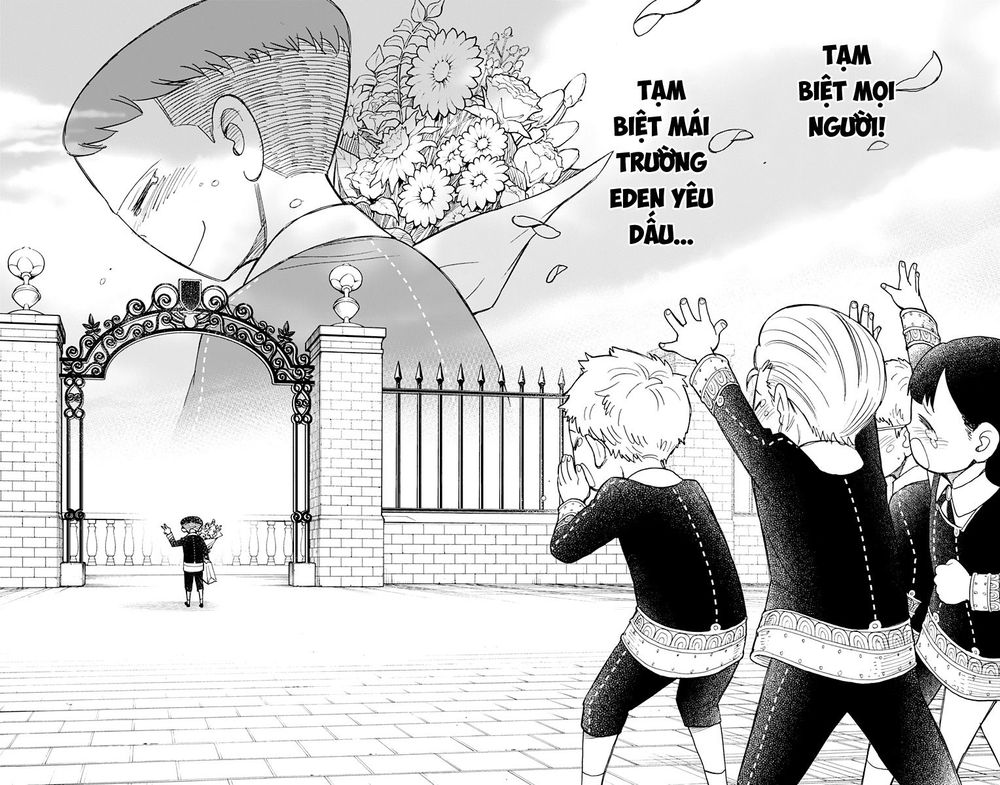 TẠM
BIỆT MỌI
NGƯỜI!
TẠM
BIỆT MÁI
TRƯỜNG
EDEN YÊU
DẤU...